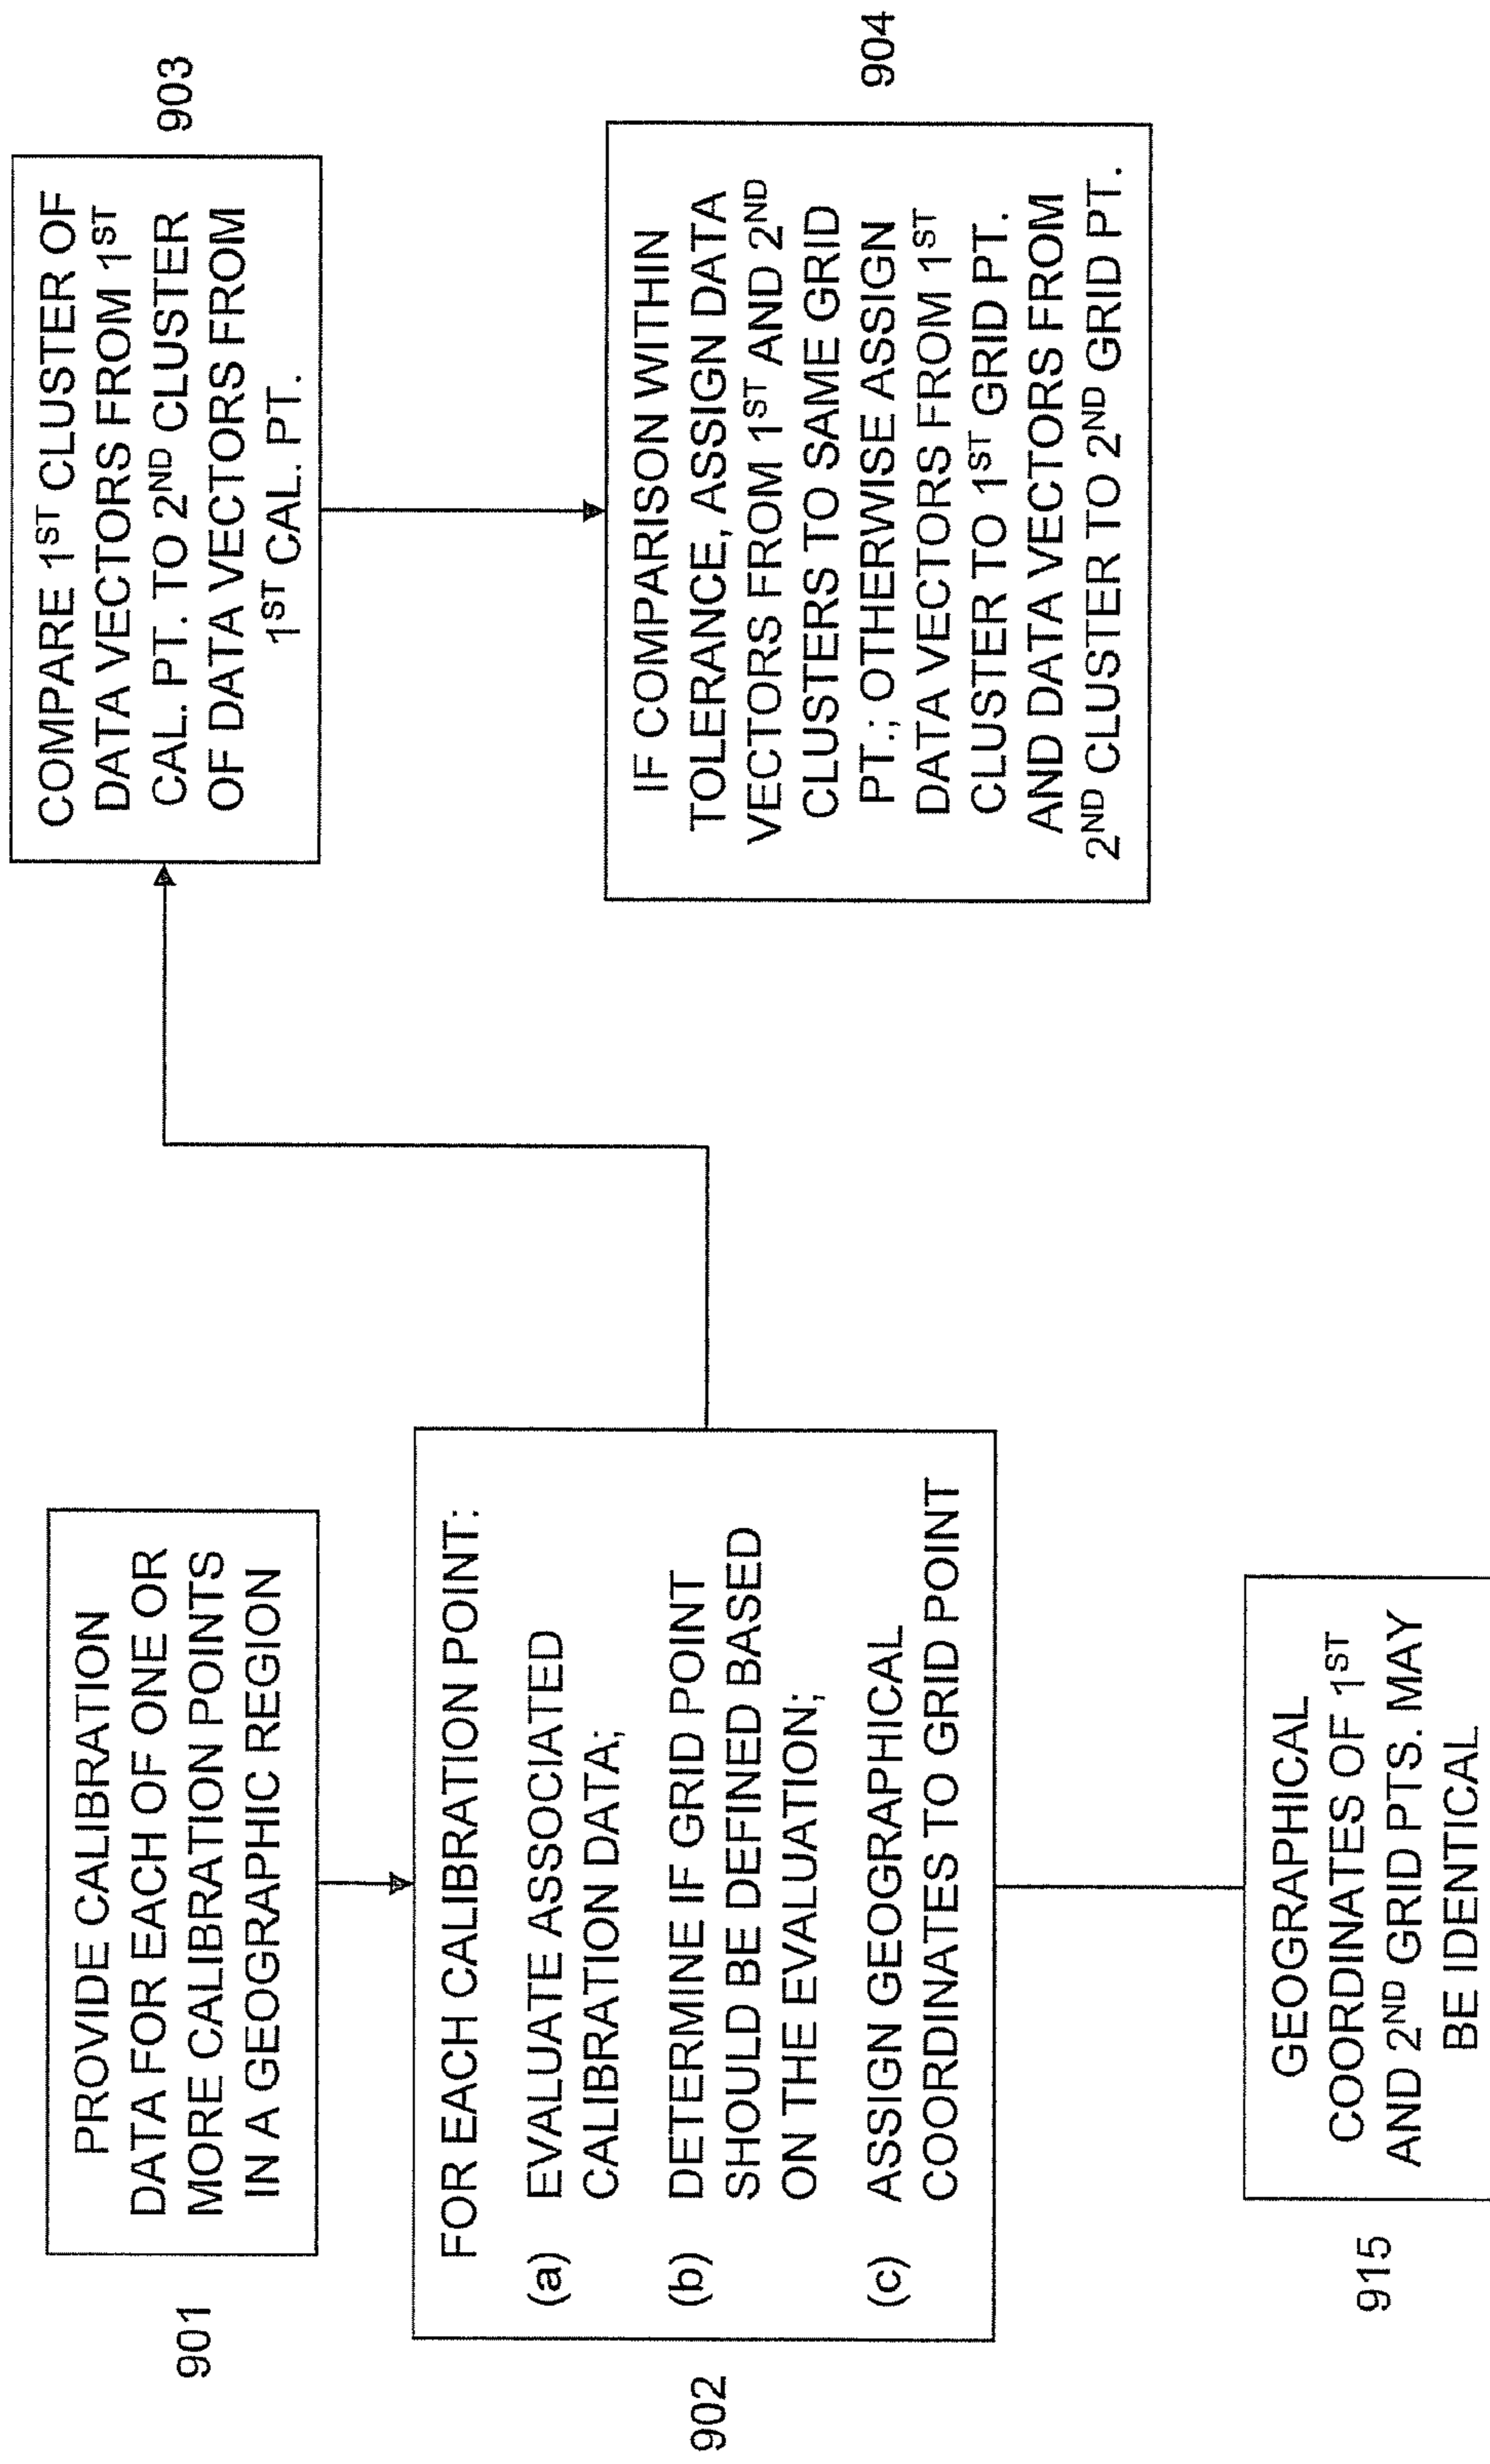 PROVIDE CALIBRATION
DATA FOR EACH OF ONE OR
MORE CALIBRATION POINTS
IN A GEOGRAPHIC REGION
901
FOR EACH CALIBRATION POINT:
(a) EVALUATE ASSOCIATED
CALIBRATION DATA;
(b) DETERMINE IF GRID POINT
SHOULD BE DEFINED BASED
ON THE EVALUATION;
(c) ASSIGN GEOGRAPHICAL
COORDINATES TO GRID POINT
902
GEOGRAPHICAL
COORDINATES OF 1ST
AND 2ND GRID PTS. MAY
BE IDENTICAL
915
COMPARE 1ST CLUSTER OF
DATA VECTORS FROM 1ST
CAL. PT. TO 2ND CLUSTER
OF DATA VECTORS FROM
1ST CAL. PT.
903
IF COMPARISON WITHIN
TOLERANCE, ASSIGN DATA
VECTORS FROM 1ST AND 2ND
CLUSTERS TO SAME GRID
PT.; OTHERWISE ASSIGN
DATA VECTORS FROM 1ST
CLUSTER TO 1ST GRID PT.
AND DATA VECTORS FROM
2ND CLUSTER TO 2ND GRID PT.
904